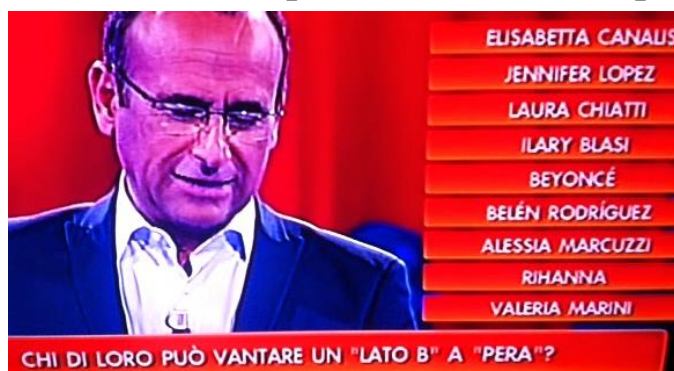 ELISABETTA CANALIS
JENNIFER LOPEZ
LAURA CHIATTI
ILARY BLASI
BEYONCÉ
BELÉN RODRÍGUEZ
ALESSIA MARCUZZI
RIHANNA
VALERIA MARINI
CHI DI LORO PUÒ VANTARE UN "LATO B" A "PERA"?